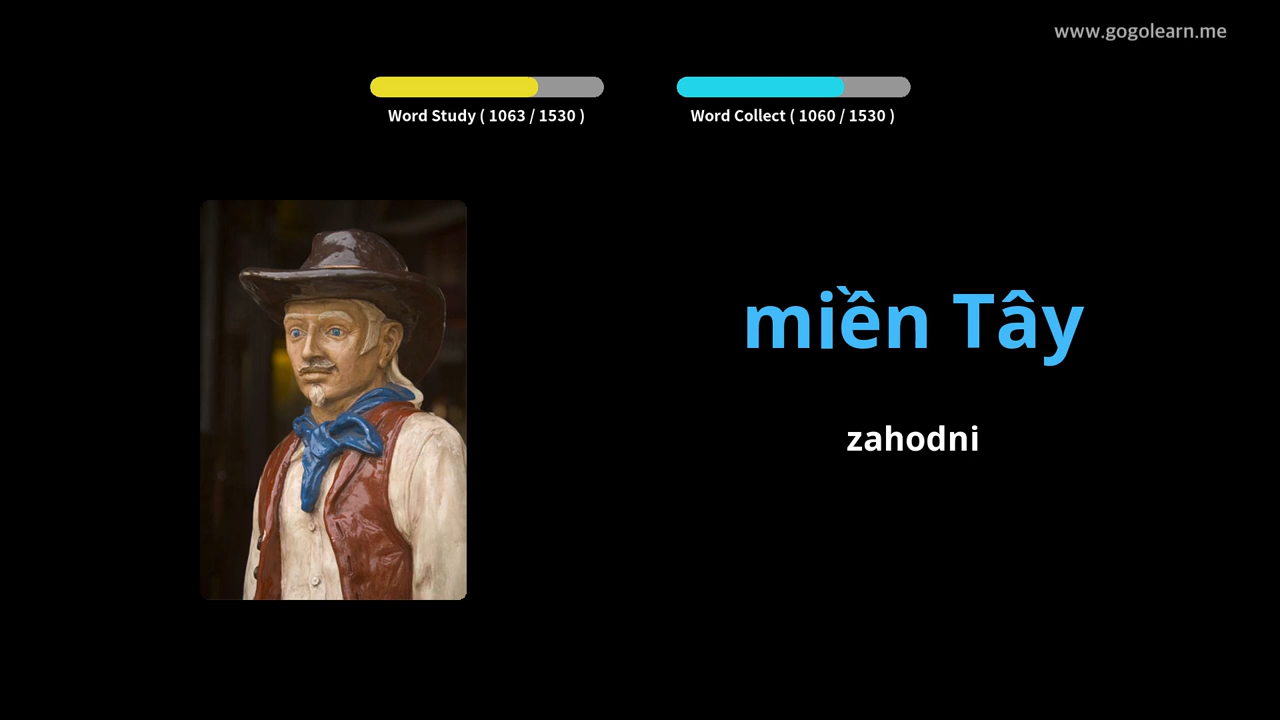 www.gogolearn.me
Word Study ( 1063 / 1530 )
Word Collect ( 1060 / 1530 )
miền Tây
zahodni